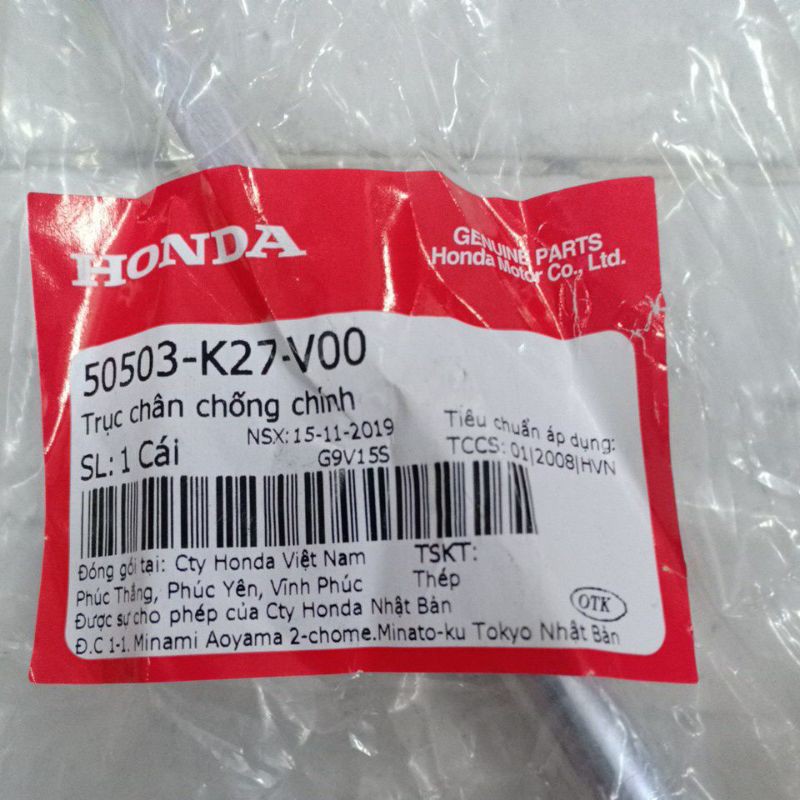 HONDA
GENUINE PARTS
Honda Motor Co., Ltd.
50503-K27-V00
Trục chân chống chính
NSX: 15-11-2019
SL: 1 Cái
G9V15S
Tiêu chuẩn áp dụng:
TCCS: 01|2008|HVN
Đóng gói tại: Cty Honda Việt Nam
Phúc Thắng, Phúc Yên, Vĩnh Phúc
Được sự cho phép của Cty Honda Nhật Bản
Đ.C 1-1. Minami Aoyama 2-chome.Minato-ku Tokyo Nhật Bản
TSKT:
Thép
OTK